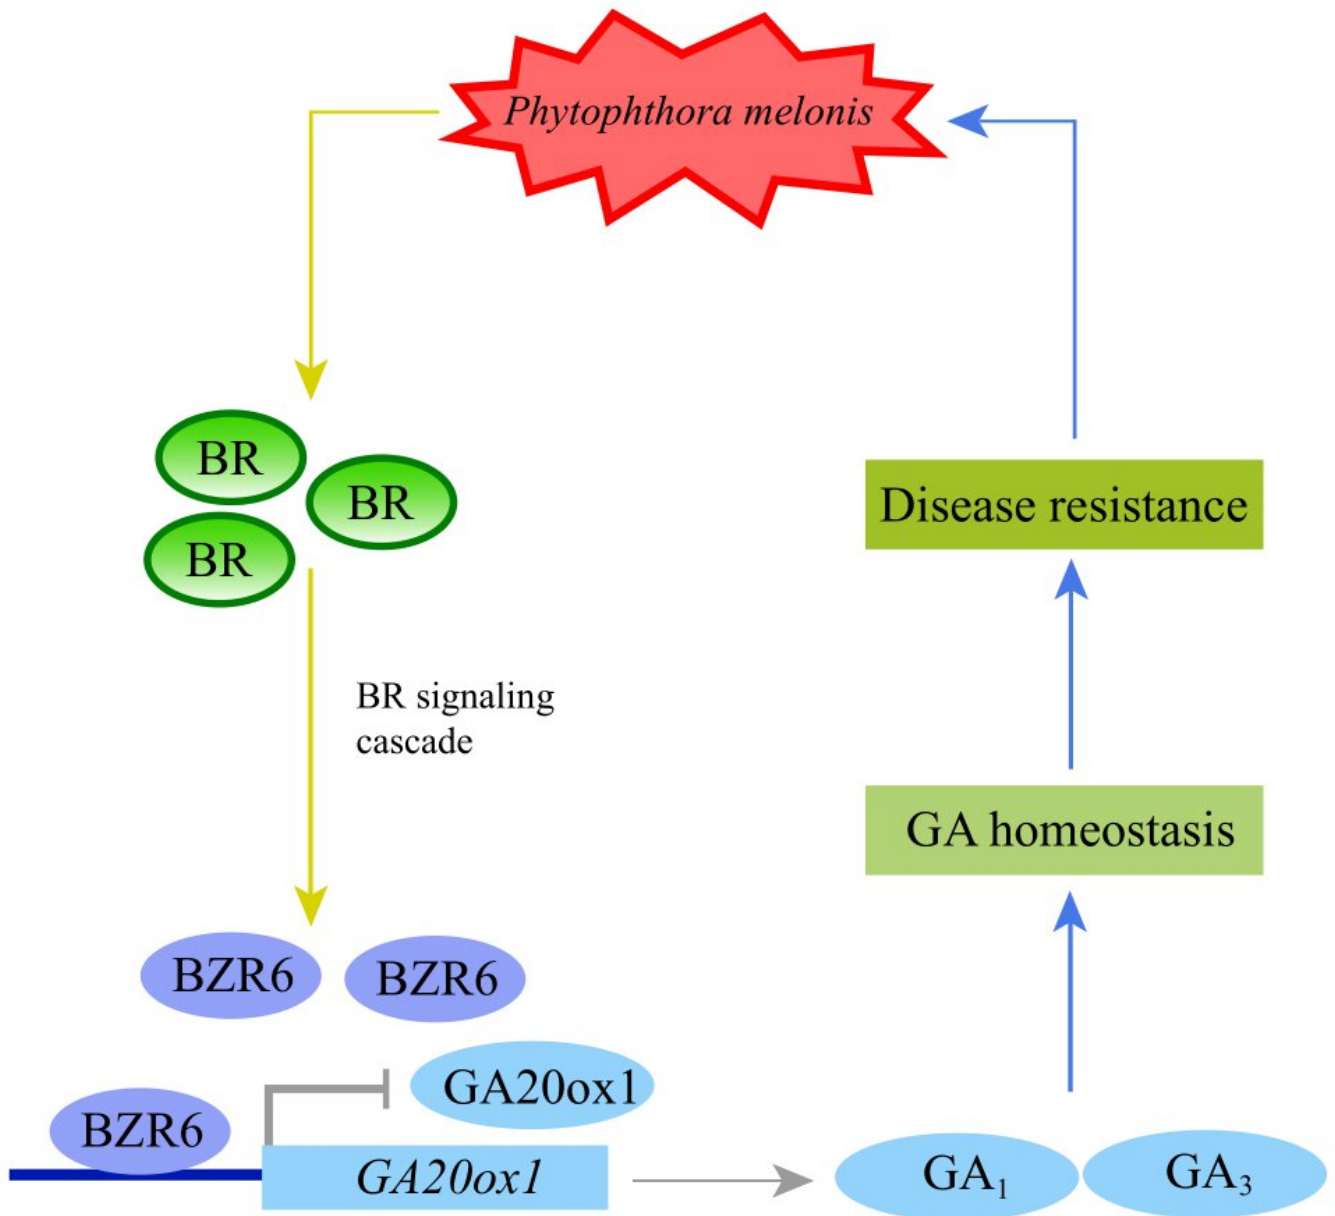 Phytophthora melonis
BR
BR
BR
BR signaling
cascade
BZR6
BZR6
BZR6
GA20ox1
GA20ox1
GA₁
GA₃
GA homeostasis
Disease resistance